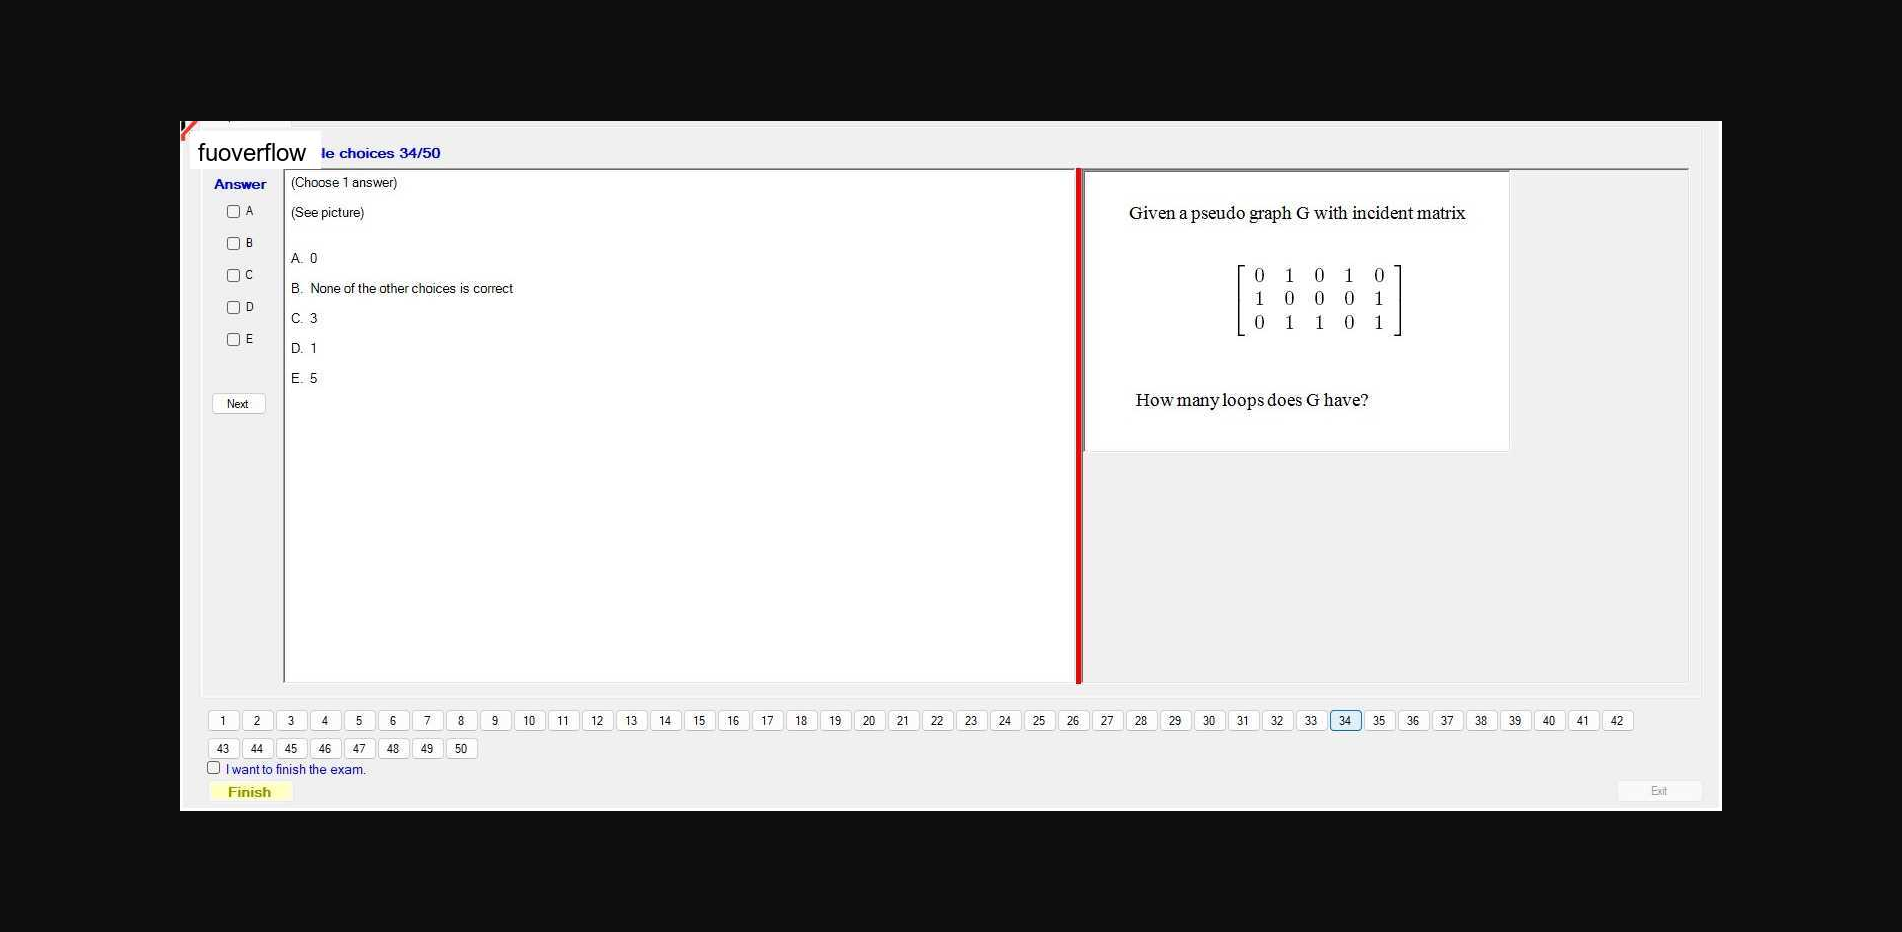 fuoverflow le choices 34/50
Answer
A
B
C
D
E
Next
(Choose 1 answer)
(See picture)
A. 0
B. None of the other choices is correct
C. 3
D. 1
E. 5
Given a pseudo graph G with incident matrix
0 1 0 1 0
1 0 0 0 1
0 1 1 0 1
How many loops does G have?
1 2 3 4 5 6 7 8 9 10 11 12 13 14 15 16 17 18 19 20 21 22 23 24 25 26 27 28 29 30 31 32 33 34 35 36 37 38 39 40 41 42
43 44 45 46 47 48 49 50
I want to finish the exam.
Finish
Exit